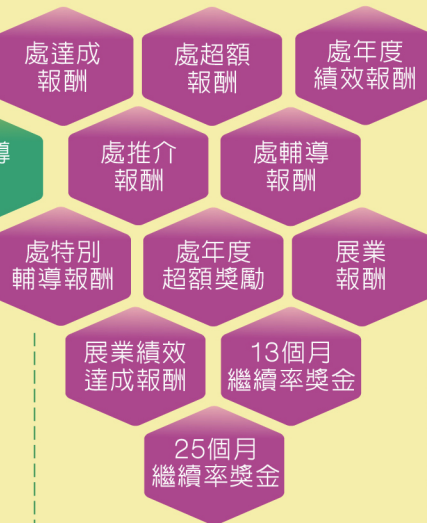 處達成
報酬
處超額
報酬
處年度
績效報酬
導
處推介
報酬
處輔導
報酬
處特別
輔導報酬
處年度
超額獎勵
展業
報酬
展業績效
達成報酬
13個月
繼續率獎金
25個月
繼續率獎金